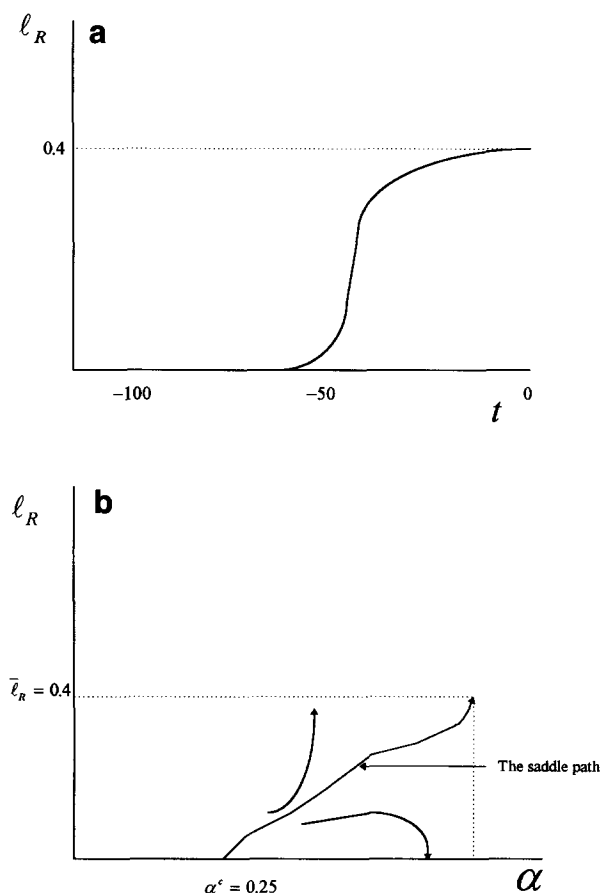 ℓ_R a
0.4
−100 −50 0
t
ℓ_R b
ℓ̄_R = 0.4
The saddle path
α^c = 0.25 α